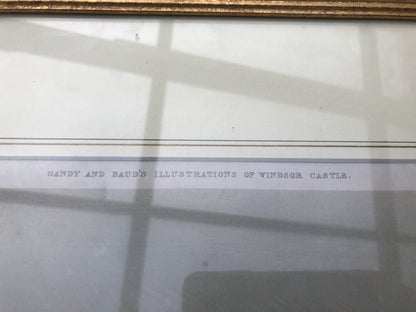 GANDY AND BAUD'S ILLUSTRATIONS OF WINDSOR CASTLE.